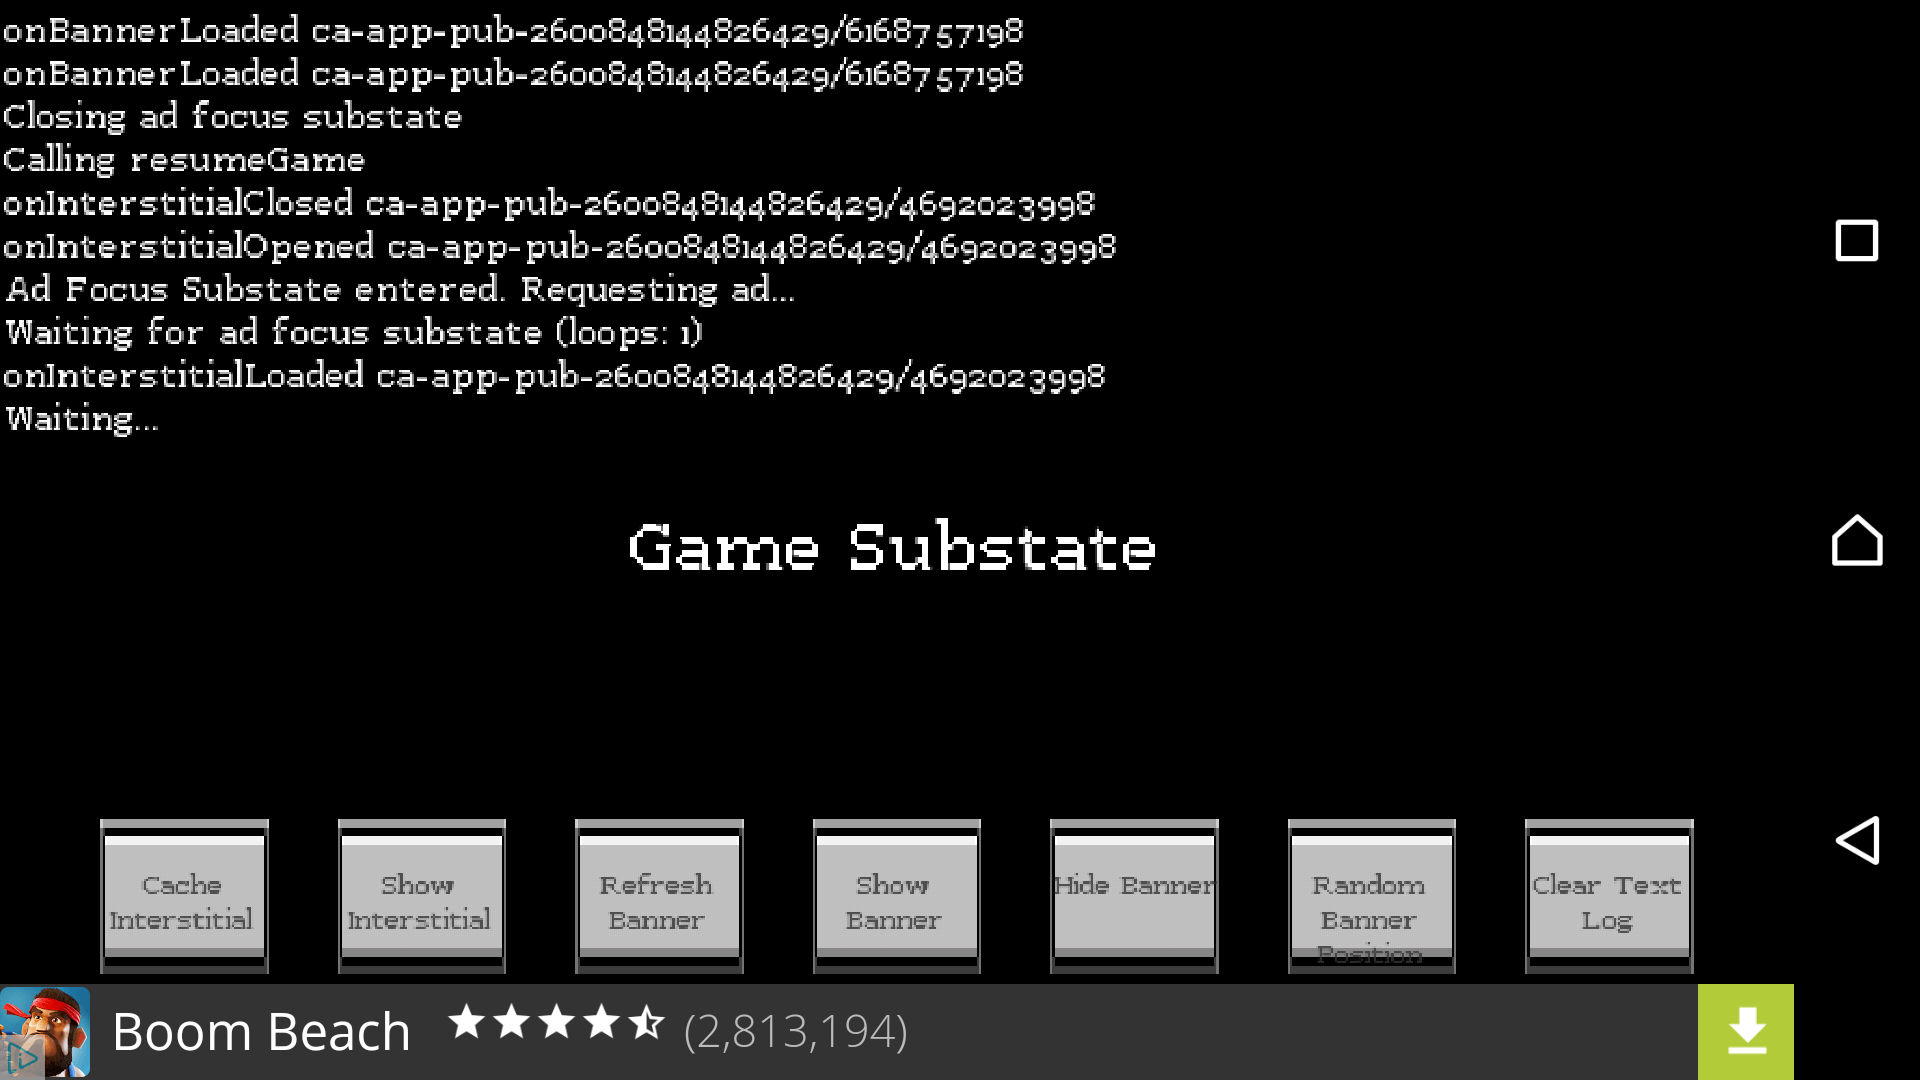 onBannerLoaded ca-app-pub-2600848144826429/6168757198
onBannerLoaded ca-app-pub-2600848144826429/6168757198
Closing ad focus substate
Calling resumeGame
onInterstitialClosed ca-app-pub-2600848144826429/4692023998
onInterstitialOpened ca-app-pub-2600848144826429/4692023998
Ad Focus Substate entered. Requesting ad...
Waiting for ad focus substate (loops: 1)
onInterstitialLoaded ca-app-pub-2600848144826429/4692023998
Waiting...
Game Substate
Cache
Interstitial
Show
Interstitial
Refresh
Banner
Show
Banner
Hide Banner
Random
Banner
Position
Clear Text
Log
Boom Beach (2,813,194)